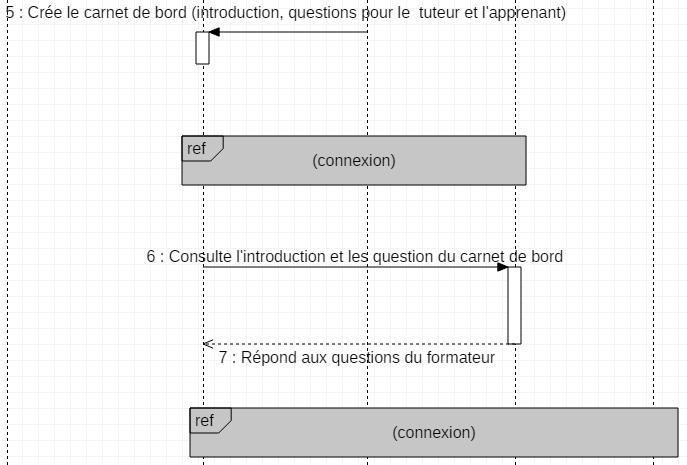 5 : Crée le carnet de bord (introduction, questions pour le  tuteur et l'apprenant)
ref
(connexion)
6 : Consulte l'introduction et les question du carnet de bord
7 : Répond aux questions du formateur
ref
(connexion)